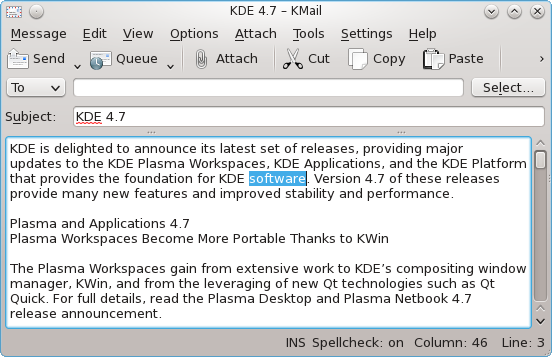 KDE 4.7 – KMail
Message Edit View Options Attach Tools Settings Help
Send Queue Attach Cut Copy Paste
To Select...
Subject: KDE 4.7
KDE is delighted to announce its latest set of releases, providing major
updates to the KDE Plasma Workspaces, KDE Applications, and the KDE Platform
that provides the foundation for KDE software. Version 4.7 of these releases
provide many new features and improved stability and performance.
Plasma and Applications 4.7
Plasma Workspaces Become More Portable Thanks to KWin
The Plasma Workspaces gain from extensive work to KDE’s compositing window
manager, KWin, and from the leveraging of new Qt technologies such as Qt
Quick. For full details, read the Plasma Desktop and Plasma Netbook 4.7
release announcement.
INS Spellcheck: on Column: 46 Line: 3